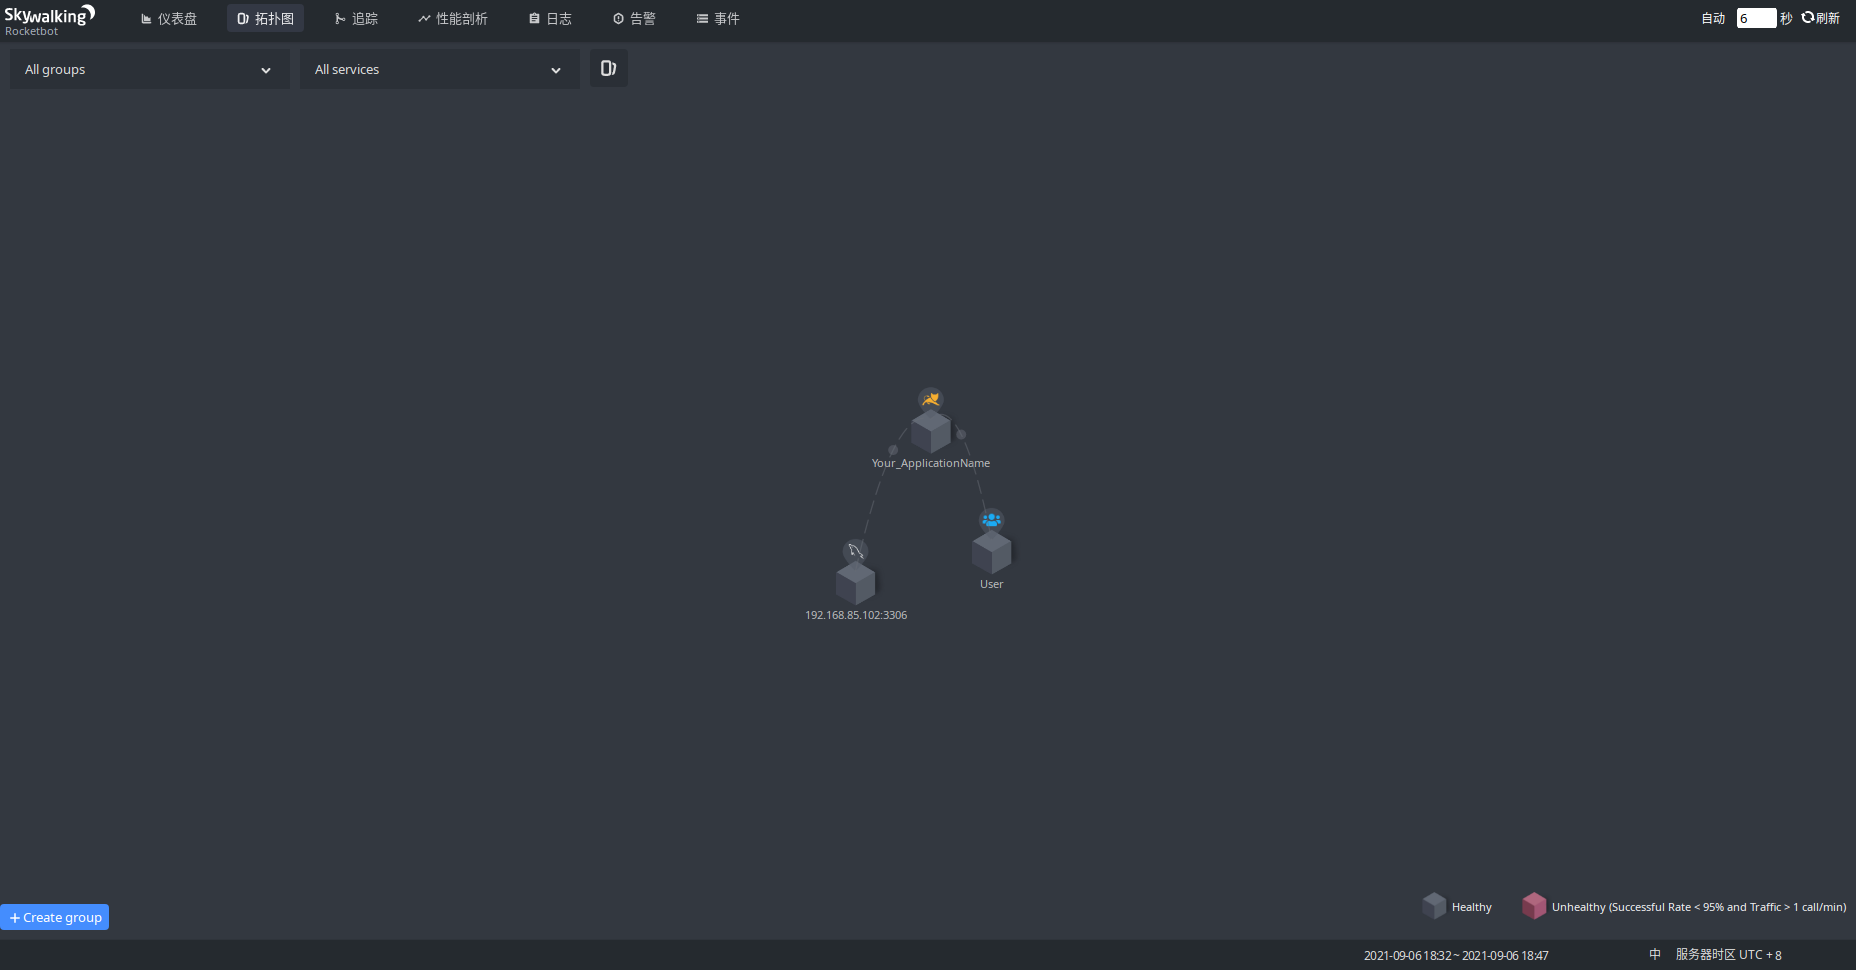 Skywalking
Rocketbot
仪表盘
拓扑图
追踪
性能剖析
日志
告警
事件
自动 6 秒 刷新
All groups
All services
Your_ApplicationName
User
192.168.85.102:3306
Healthy
Unhealthy (Successful Rate < 95% and Traffic > 1 call/min)
+ Create group
2021-09-06 18:32 ~ 2021-09-06 18:47
中
服务器时区 UTC + 8